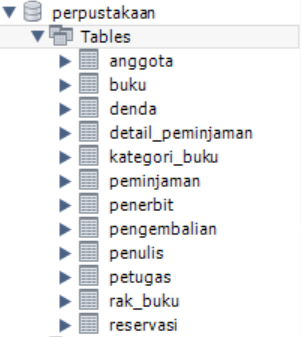 perpustakaan
Tables
anggota
buku
denda
detail_peminjaman
kategori_buku
peminjaman
penerbit
pengembalian
penulis
petugas
rak_buku
reservasi